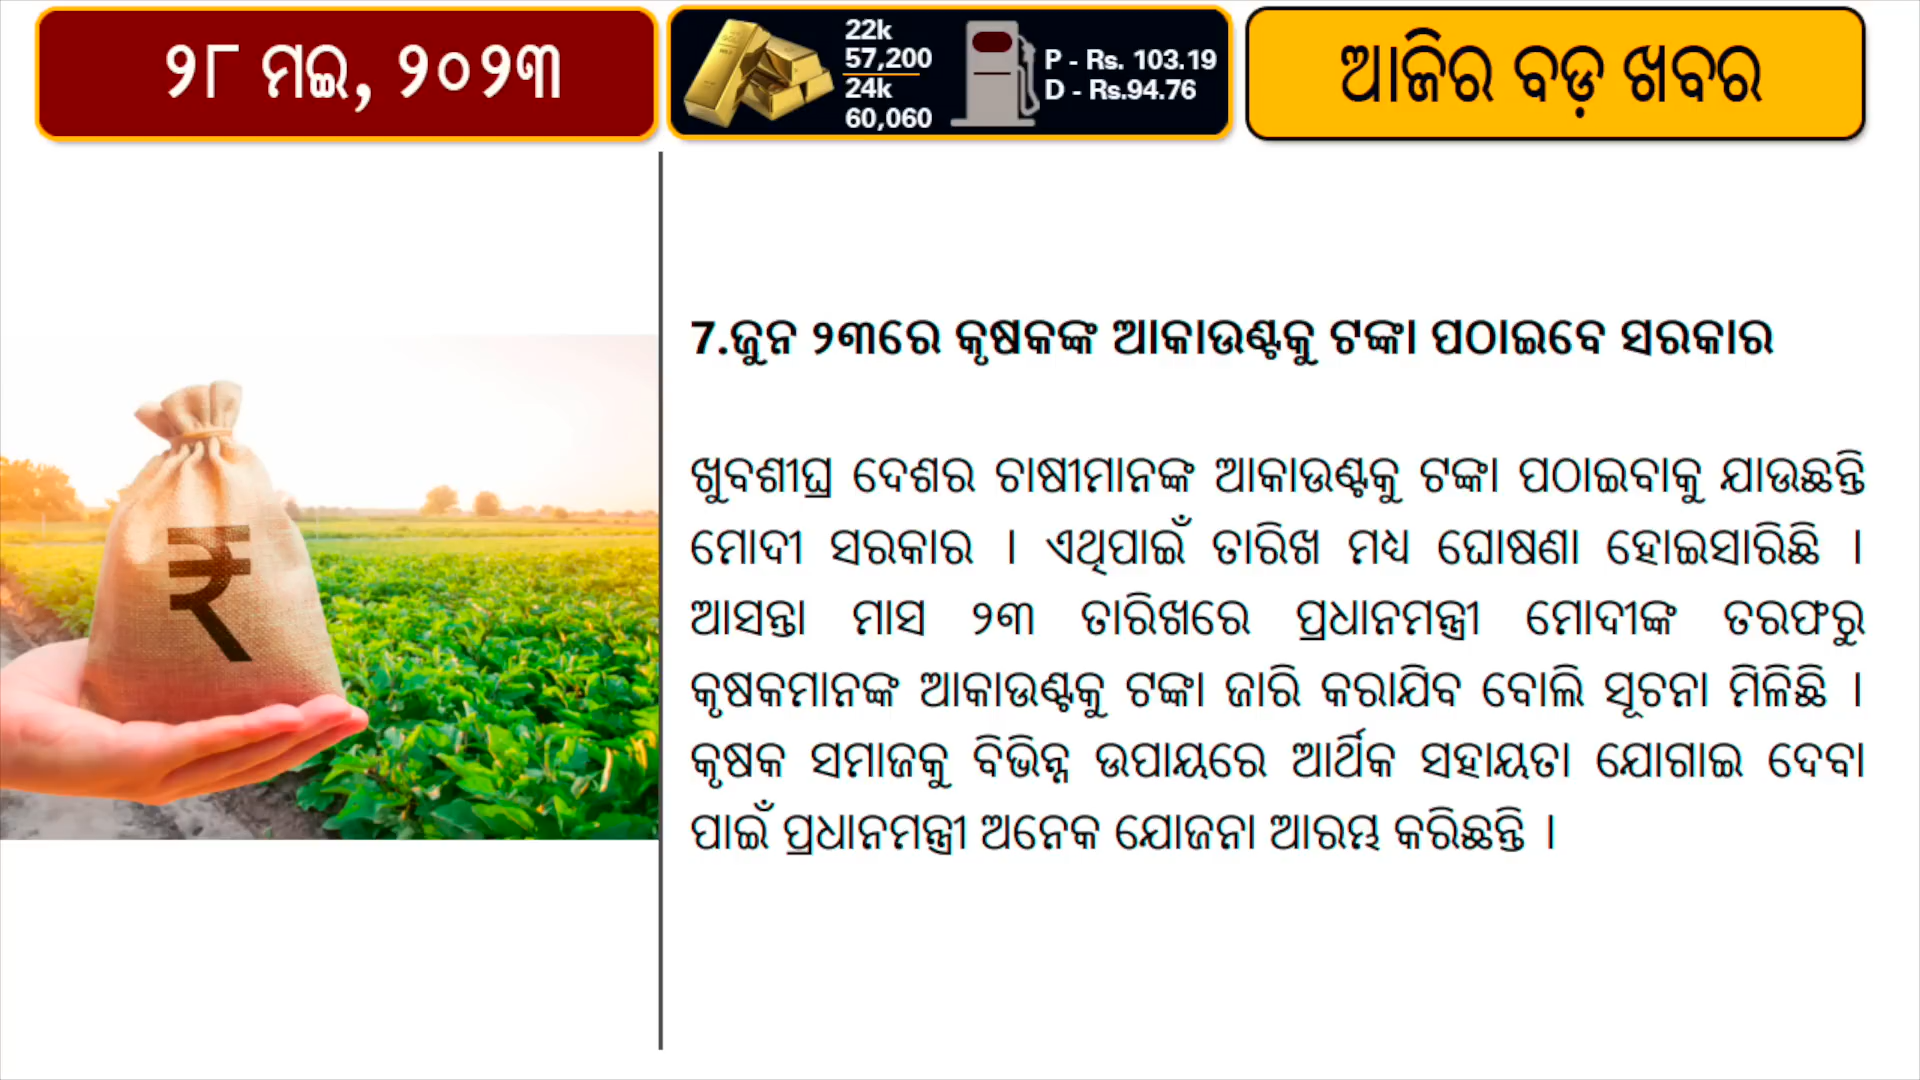 ୨୮ ମଇ, ୨୦୨୩
22k
57,200
24k
60,060
P - Rs. 103.19
D - Rs.94.76
ଆଜିର ବଡ଼ ଖବର
7.ଜୁନ ୨୩ରେ କୃଷକଙ୍କ ଆକାଉଣ୍ଟକୁ ଟଙ୍କା ପଠାଇବେ ସରକାର
ଖୁବଶୀଘ୍ର ଦେଶର ଚାଷୀମାନଙ୍କ ଆକାଉଣ୍ଟକୁ ଟଙ୍କା ପଠାଇବାକୁ ଯାଉଛନ୍ତି
ମୋଦୀ ସରକାର । ଏଥିପାଇଁ ତାରିଖ ମଧ୍ୟ ଘୋଷଣା ହୋଇସାରିଛି ।
ଆସନ୍ତା ମାସ ୨୩ ତାରିଖରେ ପ୍ରଧାନମନ୍ତ୍ରୀ ମୋଦୀଙ୍କ ତରଫରୁ
କୃଷକମାନଙ୍କ ଆକାଉଣ୍ଟକୁ ଟଙ୍କା ଜାରି କରାଯିବ ବୋଲି ସୂଚନା ମିଳିଛି ।
କୃଷକ ସମାଜକୁ ବିଭିନ୍ନ ଉପାୟରେ ଆର୍ଥିକ ସହାୟତା ଯୋଗାଇ ଦେବା
ପାଇଁ ପ୍ରଧାନମନ୍ତ୍ରୀ ଅନେକ ଯୋଜନା ଆରମ୍ଭ କରିଛନ୍ତି ।
₹